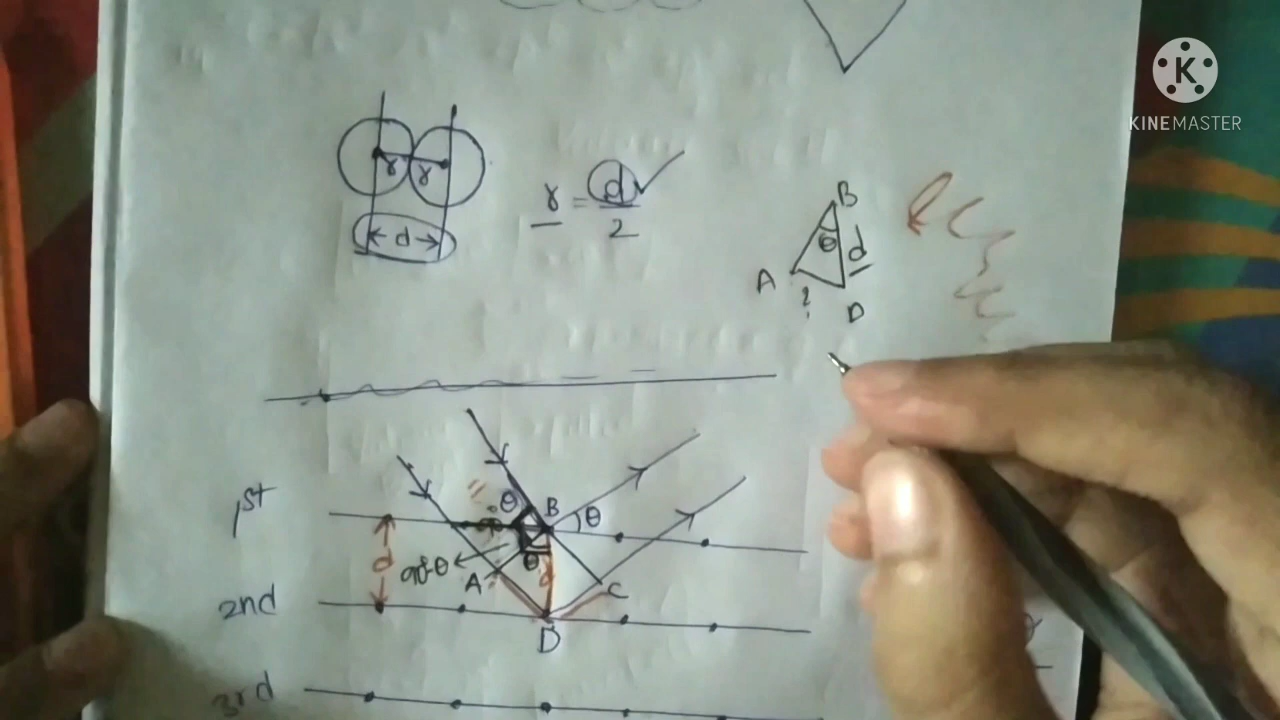 KINEMASTER
r r
d
r = d/2
B
θ d
A
?
D
1st
θ B θ
d 90-θ θ d
A C
2nd
D
3rd